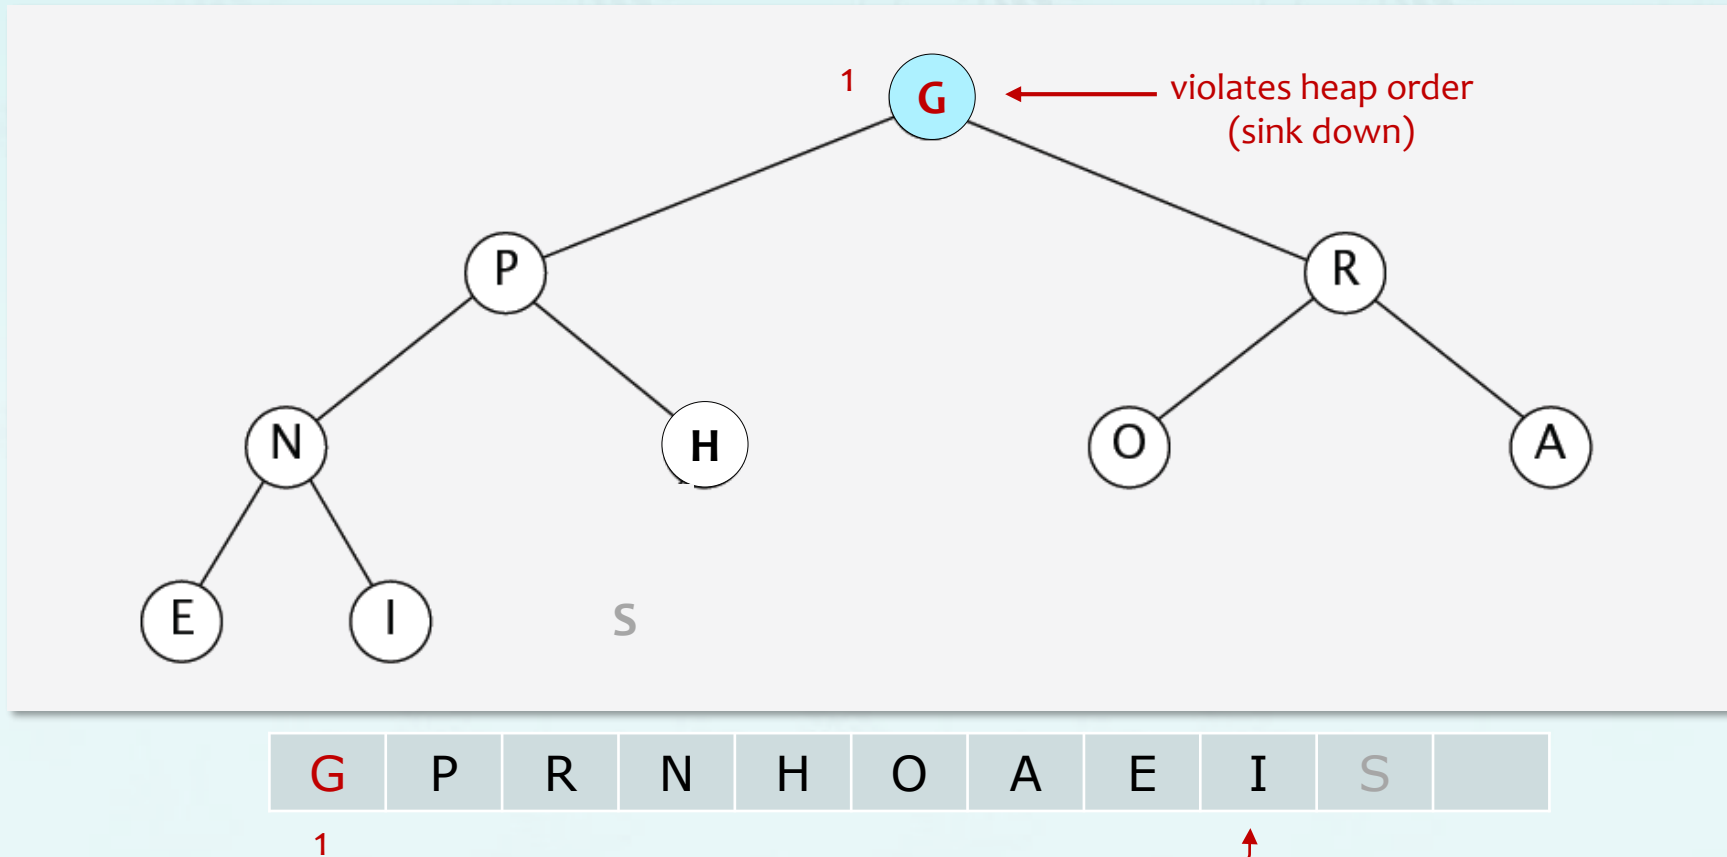 1
G
violates heap order
(sink down)
P
R
N
H
O
A
E
I
S
G P R N H O A E I S
1